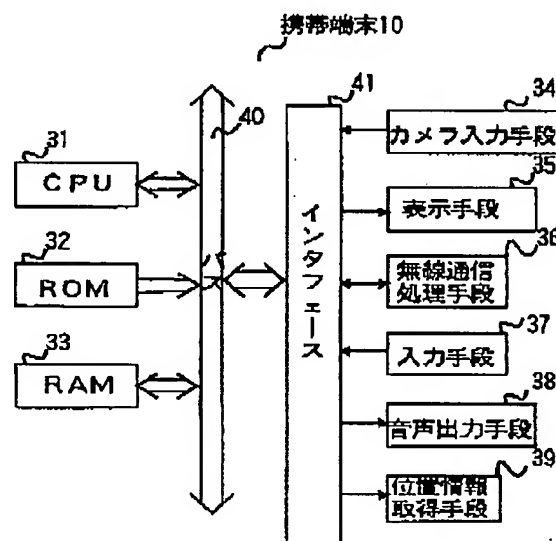 携帯端末10
31
CPU
32
ROM
33
RAM
40
バス
41
インタフェース
34
カメラ入力手段
35
表示手段
36
無線通信
処理手段
37
入力手段
38
音声出力手段
39
位置情報
取得手段